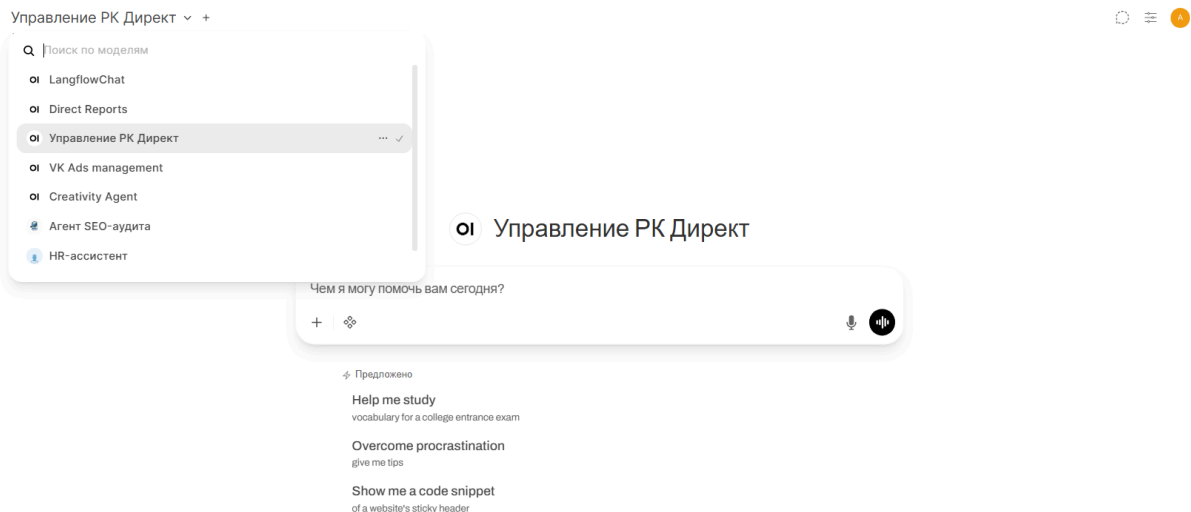 Управление РК Директ
A
Поиск по моделям
OI LangflowChat
OI Direct Reports
OI Управление РК Директ
OI VK Ads management
OI Creativity Agent
Агент SEO-аудита
HR-ассистент
OI Управление РК Директ
Чем я могу помочь вам сегодня?
Предложено
Help me study
vocabulary for a college entrance exam
Overcome procrastination
give me tips
Show me a code snippet
of a website's sticky header